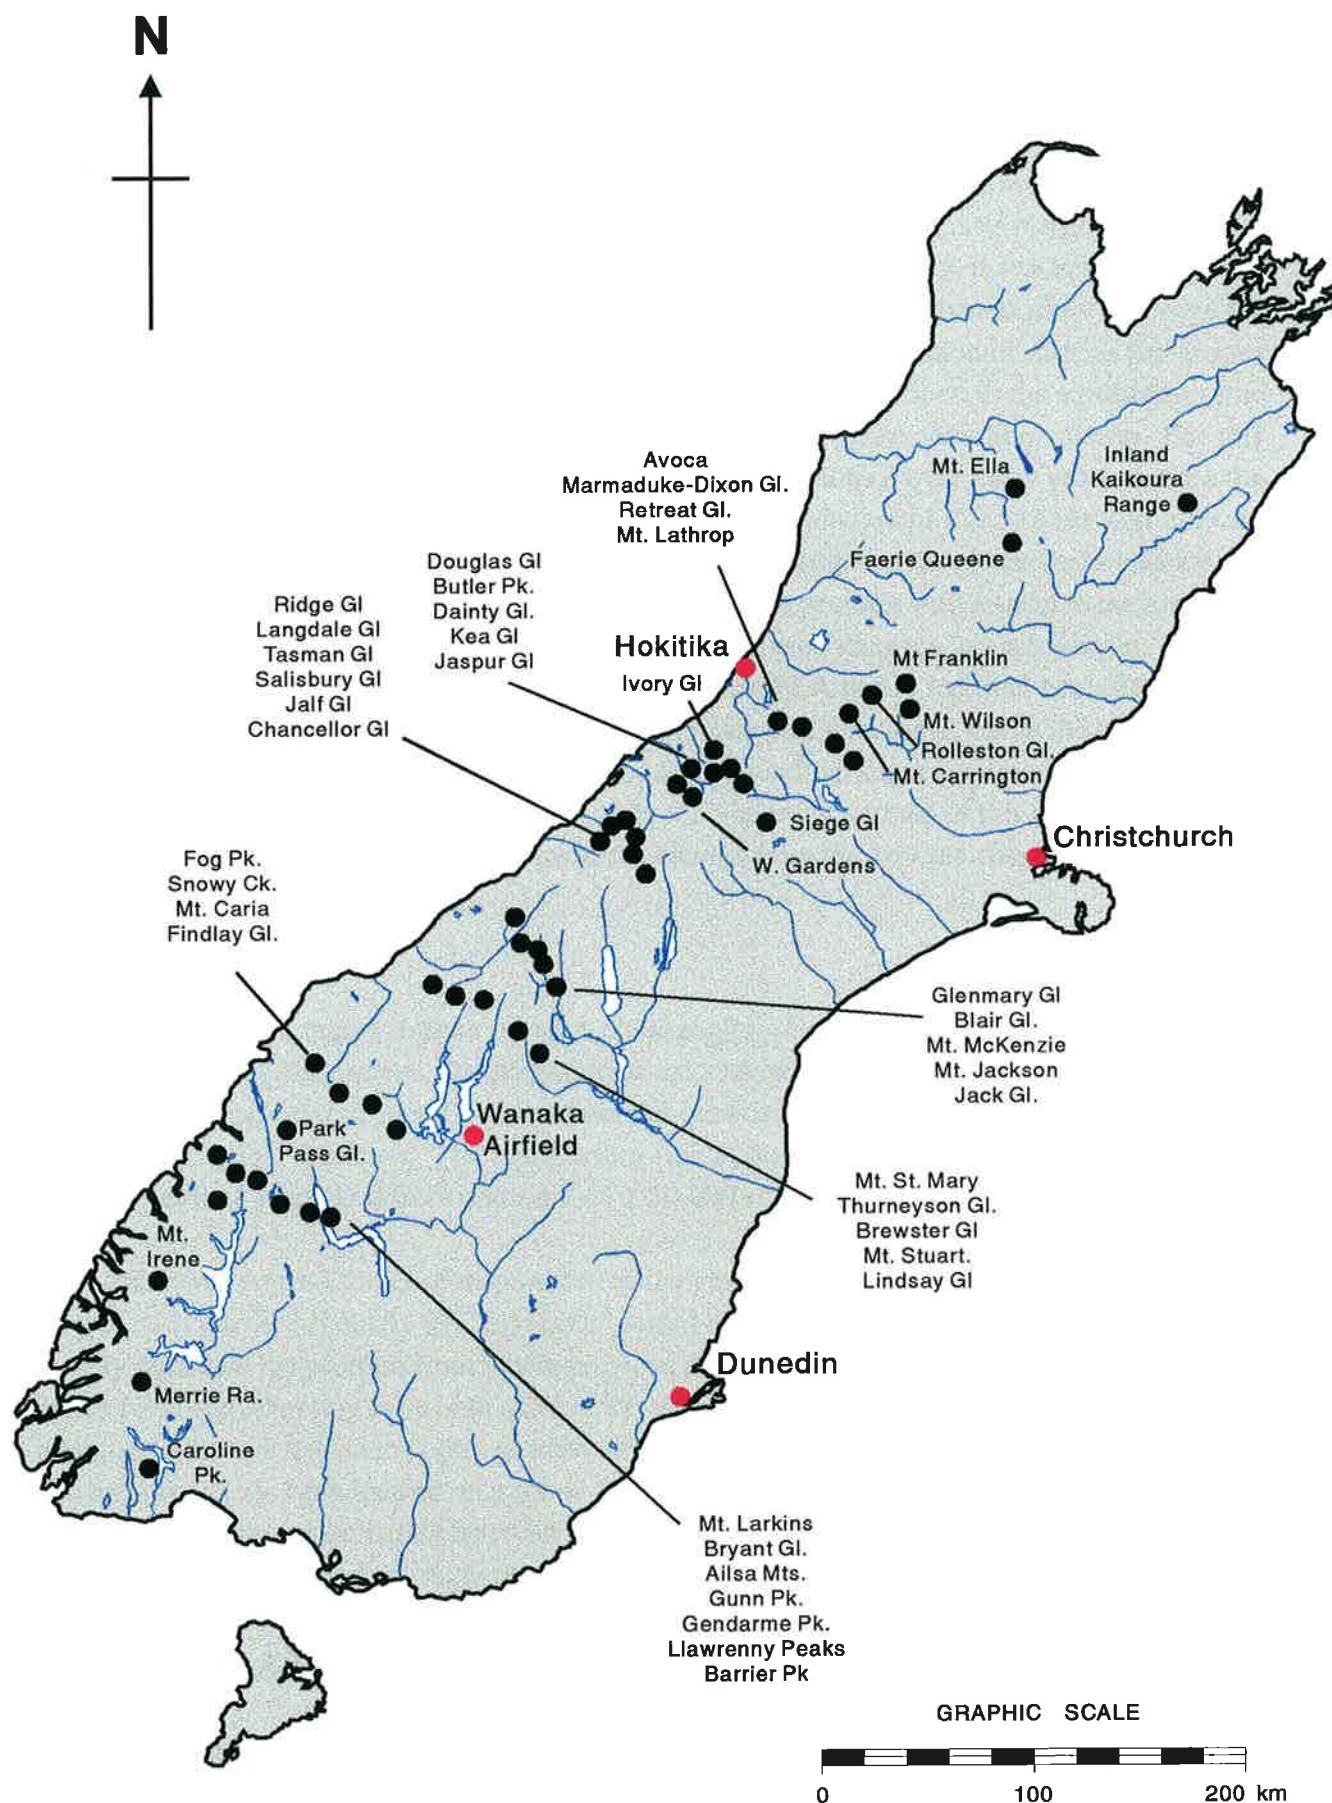 N
Avoca
Marmaduke-Dixon Gl.
Retreat Gl.
Mt. Lathrop
Mt. Ella
Inland
Kaikoura
Range
Faerie Queene
Douglas Gl
Butler Pk.
Dainty Gl.
Kea Gl
Jaspur Gl
Ridge Gl
Langdale Gl
Tasman Gl
Salisbury Gl
Jalf Gl
Chancellor Gl
Hokitika
Ivory Gl
Mt Franklin
Mt. Wilson
Rolleston Gl.
Mt. Carrington
Siege Gl
W. Gardens
Christchurch
Fog Pk.
Snowy Ck.
Mt. Caria
Findlay Gl.
Glenmary Gl
Blair Gl.
Mt. McKenzie
Mt. Jackson
Jack Gl.
Wanaka
Airfield
Park
Pass Gl.
Mt. St. Mary
Thurneyson Gl.
Brewster Gl
Mt. Stuart.
Lindsay Gl
Mt.
Irene
Dunedin
Merrie Ra.
Caroline
Pk.
Mt. Larkins
Bryant Gl.
Ailsa Mts.
Gunn Pk.
Gendarme Pk.
Llawrenny Peaks
Barrier Pk
GRAPHIC SCALE
0 100 200 km